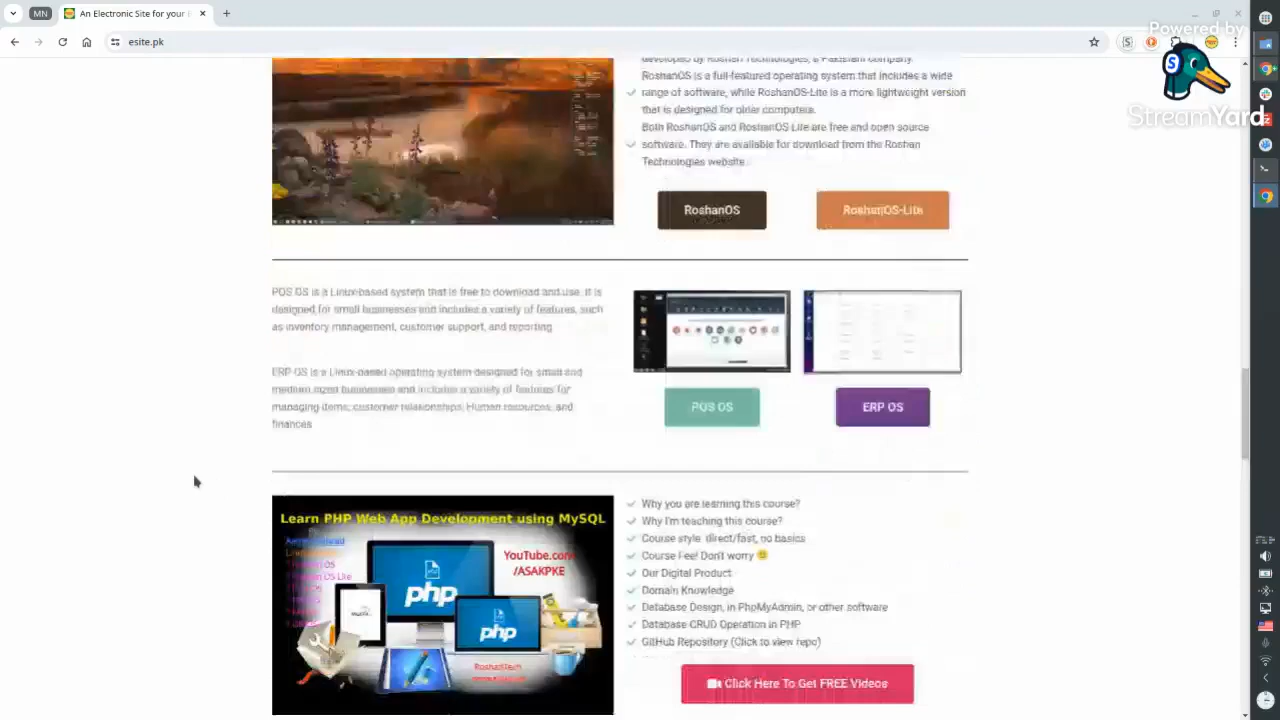 MN
An Electronic Site for your
esite.pk
Powered by
StreamYard
developed by Roshan Technologies, a Pakistani company.
RoshanOS is a full-featured operating system that includes a wide
range of software, while RoshanOS-Lite is a more lightweight version
that is designed for older computers.
Both RoshanOS and RoshanOS Lite are free and open source
software. They are available for download from the Roshan
Technologies website.
RoshanOS
RoshanOS-Lite
POS OS is a Linux-based system that is free to download and use. It is
designed for small businesses and includes a variety of features, such
as inventory management, customer support, and reporting
ERP OS is a Linux-based operating system designed for small and
medium-sized businesses and includes a variety of features for
managing items, customer relationships, Human resources, and
finances
POS OS
ERP OS
Learn PHP Web App Development using MySQL
YouTube.com
/ASAKPKE
php
php
RoshanTech
Why you are learning this course?
Why I'm teaching this course?
Course style: direct/fast, no basics
Course Fee! Don't worry
Our Digital Product
Domain Knowledge
Database Design, in PhpMyAdmin, or other software
Database CRUD Operation in PHP
GitHub Repository (Click to view repo)
Click Here To Get FREE Videos